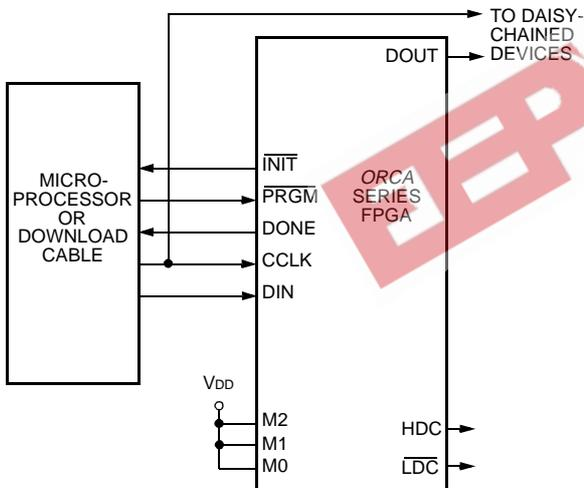 TO DAISY-
CHAINED
DEVICES
DOUT
MICRO-
PROCESSOR
OR
DOWNLOAD
CABLE
INIT
PRGM
DONE
CCLK
DIN
ORCA
SERIES
FPGA
VDD
M2
M1
M0
HDC
LDC